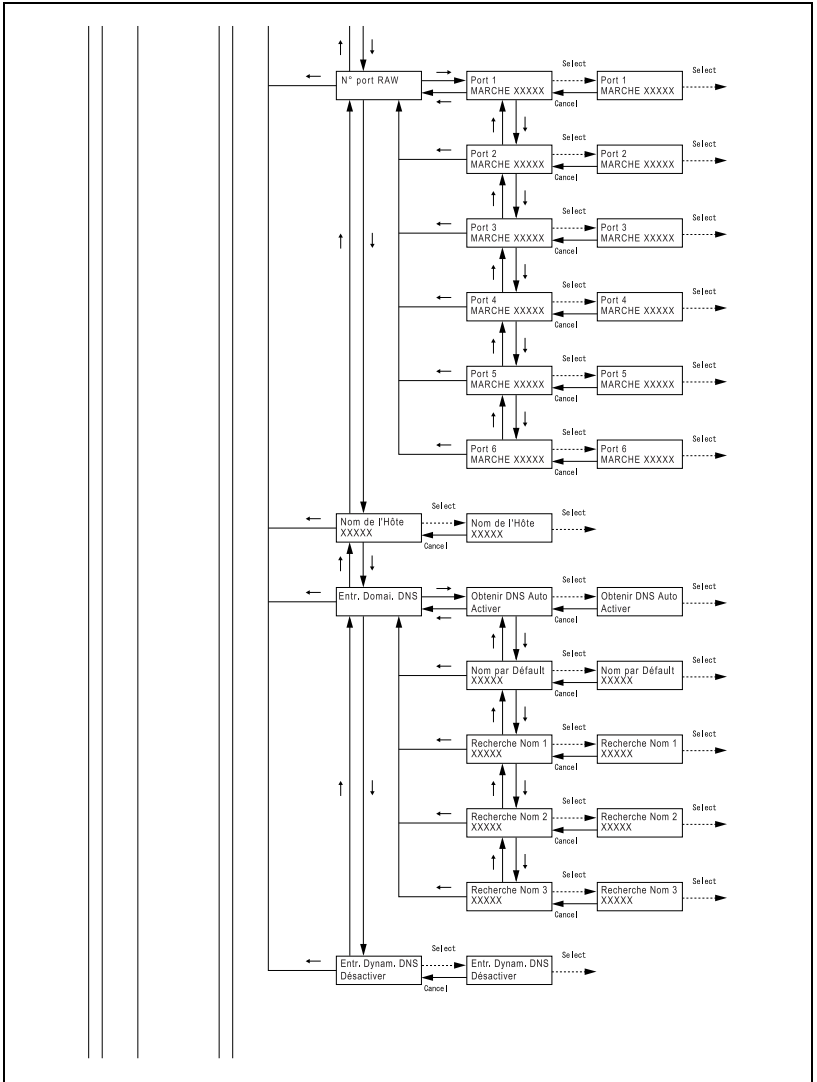 Select
Select
N° port RAW
Port 1
MARCHE XXXXX
Port 1
MARCHE XXXXX
Cancel
Select
Select
Port 2
MARCHE XXXXX
Port 2
MARCHE XXXXX
Cancel
Select
Select
Port 3
MARCHE XXXXX
Port 3
MARCHE XXXXX
Cancel
Select
Select
Port 4
MARCHE XXXXX
Port 4
MARCHE XXXXX
Cancel
Select
Select
Port 5
MARCHE XXXXX
Port 5
MARCHE XXXXX
Cancel
Select
Select
Port 6
MARCHE XXXXX
Port 6
MARCHE XXXXX
Cancel
Select
Select
Nom de l'Hôte
XXXXX
Nom de l'Hôte
XXXXX
Cancel
Select
Select
Entr. Domai. DNS
Obtenir DNS Auto
Activer
Obtenir DNS Auto
Activer
Cancel
Select
Select
Nom par Défault
XXXXX
Nom par Défault
XXXXX
Cancel
Select
Select
Recherche Nom 1
XXXXX
Recherche Nom 1
XXXXX
Cancel
Select
Select
Recherche Nom 2
XXXXX
Recherche Nom 2
XXXXX
Cancel
Select
Select
Recherche Nom 3
XXXXX
Recherche Nom 3
XXXXX
Cancel
Select
Select
Entr. Dynam. DNS
Désactiver
Entr. Dynam. DNS
Désactiver
Cancel